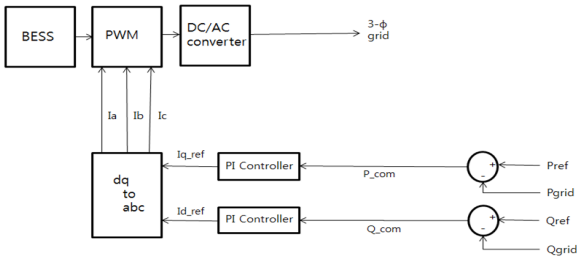 BESS
PWM
DC/AC
converter
3-ϕ
grid
Ia
Ib
Ic
dq
to
abc
Iq_ref
PI Controller
P_com
+
-
Pref
Pgrid
Id_ref
PI Controller
Q_com
+
-
Qref
Qgrid